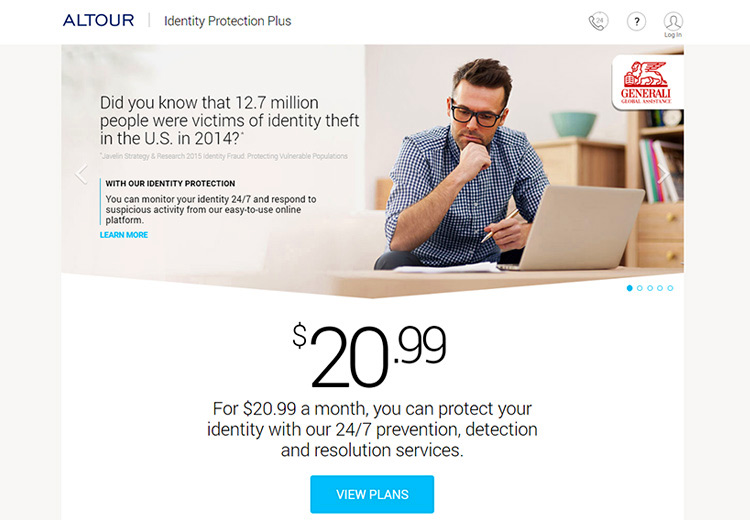 ALTOUR
Identity Protection Plus
24
?
Log In
Did you know that 12.7 million
people were victims of identity theft
in the U.S. in 2014?*
*Javelin Strategy & Research 2015 Identity Fraud: Protecting Vulnerable Populations
WITH OUR IDENTITY PROTECTION
You can monitor your identity 24/7 and respond to
suspicious activity from our easy-to-use online
platform.
LEARN MORE
GENERALI
GLOBAL ASSISTANCE
$20.99
For $20.99 a month, you can protect your
identity with our 24/7 prevention, detection
and resolution services.
VIEW PLANS